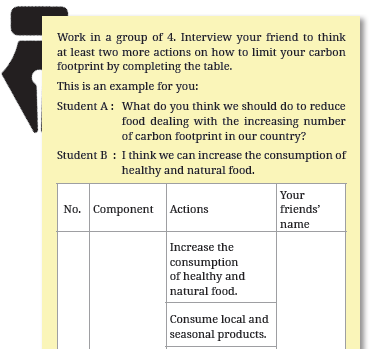 Work in a group of 4. Interview your friend to think
at least two more actions on how to limit your carbon
footprint by completing the table.
This is an example for you:
Student A : What do you think we should do to reduce
food dealing with the increasing number
of carbon footprint in our country?
Student B : I think we can increase the consumption of
healthy and natural food.
No. Component Actions Your friends’ name
Increase the
consumption
of healthy and
natural food.
Consume local and
seasonal products.